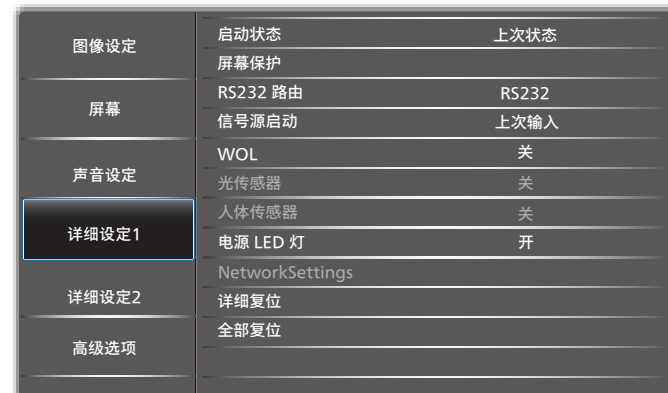 图像设定
屏幕
声音设定
详细设定1
详细设定2
高级选项
启动状态 上次状态
屏幕保护
RS232 路由 RS232
信号源启动 上次输入
WOL 关
光传感器 关
人体传感器 关
电源 LED 灯 开
NetworkSettings
详细复位
全部复位